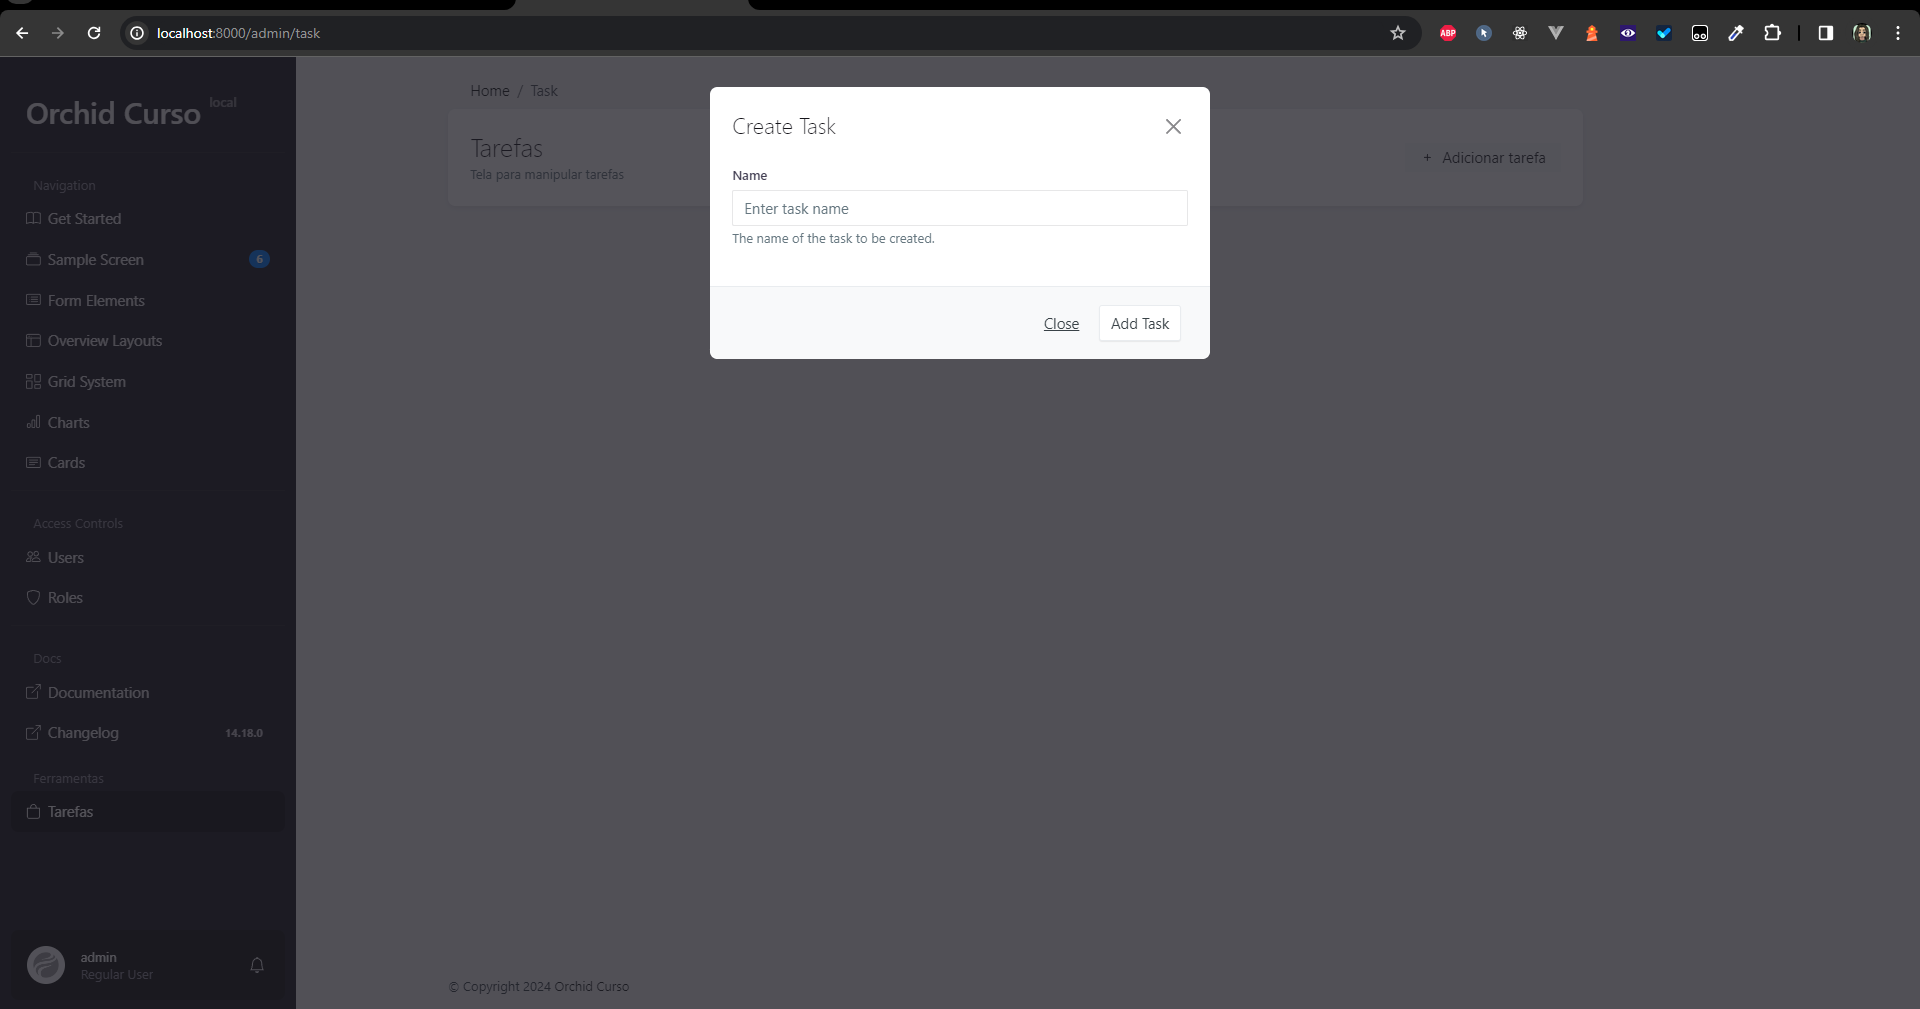 localhost:8000/admin/task
ABP
Orchid Curso local
Navigation
Get Started
Sample Screen 6
Form Elements
Overview Layouts
Grid System
Charts
Cards
Access Controls
Users
Roles
Docs
Documentation
Changelog 14.18.0
Ferramentas
Tarefas
admin
Regular User
Home / Task
Tarefas
Tela para manipular tarefas
+ Adicionar tarefa
Create Task
Name
Enter task name
The name of the task to be created.
Close Add Task
© Copyright 2024 Orchid Curso